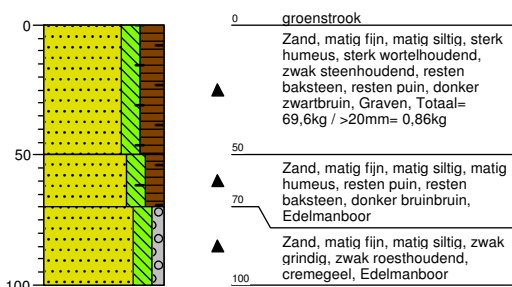 0
0
groenstrook
Zand, matig fijn, matig siltig, sterk
humeus, sterk wortelhoudend,
zwak steenhoudend, resten
baksteen, resten puin, donker
zwartbruin, Graven, Totaal=
69,6kg / >20mm= 0,86kg
50
50
Zand, matig fijn, matig siltig, matig
humeus, resten puin, resten
baksteen, donker bruinbruin,
Edelmanboor
70
Zand, matig fijn, matig siltig, zwak
grindig, zwak roesthoudend,
cremegeel, Edelmanboor
100
100